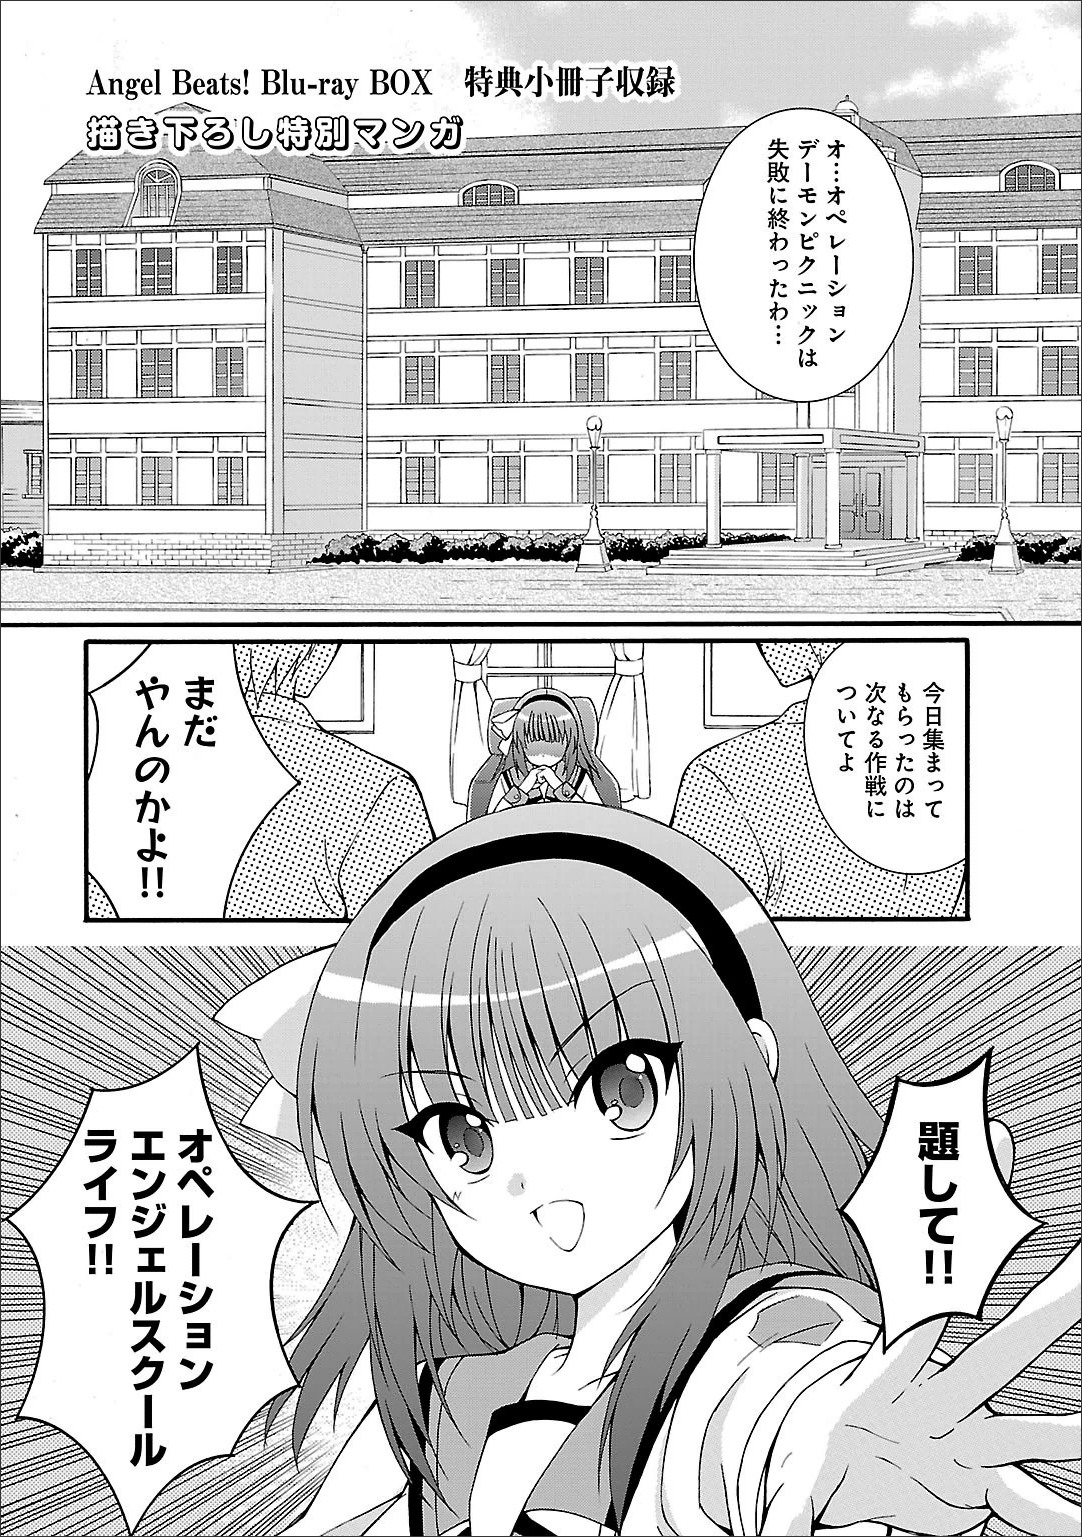 Angel Beats! Blu-ray BOX　特典小冊子収録
描き下ろし特別マンガ
オ…オペレーション
デーモンピクニックは
失敗に終わったわ…
今日集まって
もらったのは
次なる作戦に
ついてよ
まだ
やんのかよ!!
題して!!
オペレーション
エンジェルスクール
ライフ!!